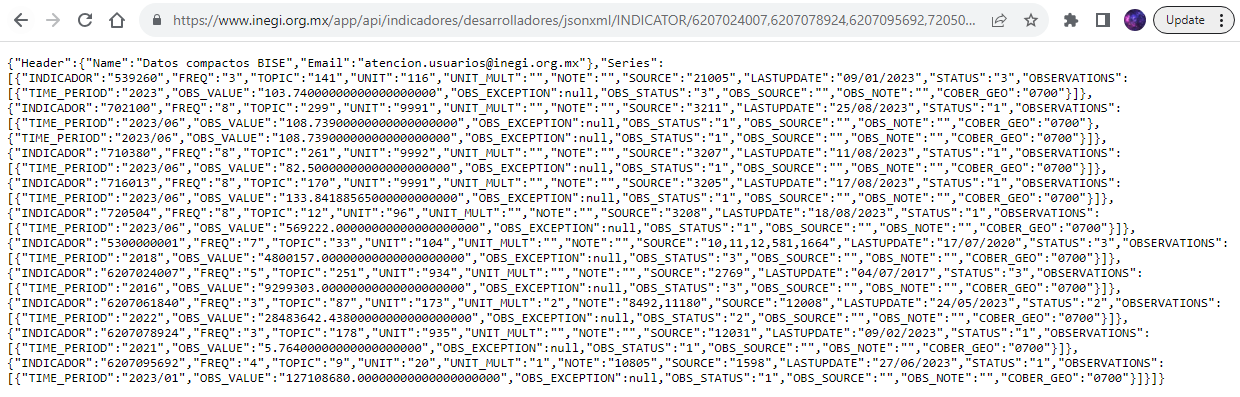 https://www.inegi.org.mx/app/api/indicadores/desarrolladores/jsonxml/INDICATOR/6207024007,6207078924,6207095692,72050...
Update
{"Header":{"Name":"Datos compactos BISE","Email":"atencion.usuarios@inegi.org.mx"},"Series":
[{"INDICADOR":"539260","FREQ":"3","TOPIC":"141","UNIT":"116","UNIT_MULT":"","NOTE":"","SOURCE":"21005","LASTUPDATE":"09/01/2023","STATUS":"3","OBSERVATIONS":
[{"TIME_PERIOD":"2023","OBS_VALUE":"103.74000000000000000000","OBS_EXCEPTION":null,"OBS_STATUS":"3","OBS_SOURCE":"","OBS_NOTE":"","COBER_GEO":"0700"}]},
{"INDICADOR":"702100","FREQ":"8","TOPIC":"299","UNIT":"9991","UNIT_MULT":"","NOTE":"","SOURCE":"3211","LASTUPDATE":"25/08/2023","STATUS":"1","OBSERVATIONS":
[{"TIME_PERIOD":"2023/06","OBS_VALUE":"108.73900000000000000000","OBS_EXCEPTION":null,"OBS_STATUS":"1","OBS_SOURCE":"","OBS_NOTE":"","COBER_GEO":"0700"},
{"TIME_PERIOD":"2023/06","OBS_VALUE":"108.73900000000000000000","OBS_EXCEPTION":null,"OBS_STATUS":"1","OBS_SOURCE":"","OBS_NOTE":"","COBER_GEO":"0700"}]},
{"INDICADOR":"710380","FREQ":"8","TOPIC":"261","UNIT":"9992","UNIT_MULT":"","NOTE":"","SOURCE":"3207","LASTUPDATE":"11/08/2023","STATUS":"1","OBSERVATIONS":
[{"TIME_PERIOD":"2023/06","OBS_VALUE":"82.50000000000000000000","OBS_EXCEPTION":null,"OBS_STATUS":"1","OBS_SOURCE":"","OBS_NOTE":"","COBER_GEO":"0700"}]},
{"INDICADOR":"716013","FREQ":"8","TOPIC":"170","UNIT":"9991","UNIT_MULT":"","NOTE":"","SOURCE":"3205","LASTUPDATE":"17/08/2023","STATUS":"1","OBSERVATIONS":
[{"TIME_PERIOD":"2023/06","OBS_VALUE":"133.84188565000000000000","OBS_EXCEPTION":null,"OBS_STATUS":"1","OBS_SOURCE":"","OBS_NOTE":"","COBER_GEO":"0700"}]},
{"INDICADOR":"720504","FREQ":"8","TOPIC":"12","UNIT":"96","UNIT_MULT":"","NOTE":"","SOURCE":"3208","LASTUPDATE":"18/08/2023","STATUS":"1","OBSERVATIONS":
[{"TIME_PERIOD":"2023/06","OBS_VALUE":"569222.00000000000000000000","OBS_EXCEPTION":null,"OBS_STATUS":"1","OBS_SOURCE":"","OBS_NOTE":"","COBER_GEO":"0700"}]},
{"INDICADOR":"5300000001","FREQ":"7","TOPIC":"33","UNIT":"104","UNIT_MULT":"","NOTE":"","SOURCE":"10,11,12,581,1664","LASTUPDATE":"17/07/2020","STATUS":"3","OBSERVATIONS":
[{"TIME_PERIOD":"2018","OBS_VALUE":"4800157.00000000000000000000","OBS_EXCEPTION":null,"OBS_STATUS":"3","OBS_SOURCE":"","OBS_NOTE":"","COBER_GEO":"0700"}]},
{"INDICADOR":"6207024007","FREQ":"5","TOPIC":"251","UNIT":"934","UNIT_MULT":"","NOTE":"","SOURCE":"2769","LASTUPDATE":"04/07/2017","STATUS":"3","OBSERVATIONS":
[{"TIME_PERIOD":"2016","OBS_VALUE":"9299303.00000000000000000000","OBS_EXCEPTION":null,"OBS_STATUS":"3","OBS_SOURCE":"","OBS_NOTE":"","COBER_GEO":"0700"}]},
{"INDICADOR":"6207061840","FREQ":"3","TOPIC":"87","UNIT":"173","UNIT_MULT":"2","NOTE":"8492,11180","SOURCE":"12008","LASTUPDATE":"24/05/2023","STATUS":"2","OBSERVATIONS":
[{"TIME_PERIOD":"2022","OBS_VALUE":"28483642.43800000000000000000","OBS_EXCEPTION":null,"OBS_STATUS":"2","OBS_SOURCE":"","OBS_NOTE":"","COBER_GEO":"0700"}]},
{"INDICADOR":"6207078924","FREQ":"3","TOPIC":"178","UNIT":"935","UNIT_MULT":"","NOTE":"","SOURCE":"12031","LASTUPDATE":"09/02/2023","STATUS":"1","OBSERVATIONS":
[{"TIME_PERIOD":"2021","OBS_VALUE":"5.76400000000000000000","OBS_EXCEPTION":null,"OBS_STATUS":"1","OBS_SOURCE":"","OBS_NOTE":"","COBER_GEO":"0700"}]},
{"INDICADOR":"6207095692","FREQ":"4","TOPIC":"9","UNIT":"20","UNIT_MULT":"1","NOTE":"10805","SOURCE":"1598","LASTUPDATE":"27/06/2023","STATUS":"1","OBSERVATIONS":
[{"TIME_PERIOD":"2023/01","OBS_VALUE":"127108680.00000000000000000000","OBS_EXCEPTION":null,"OBS_STATUS":"1","OBS_SOURCE":"","OBS_NOTE":"","COBER_GEO":"0700"}]}]}